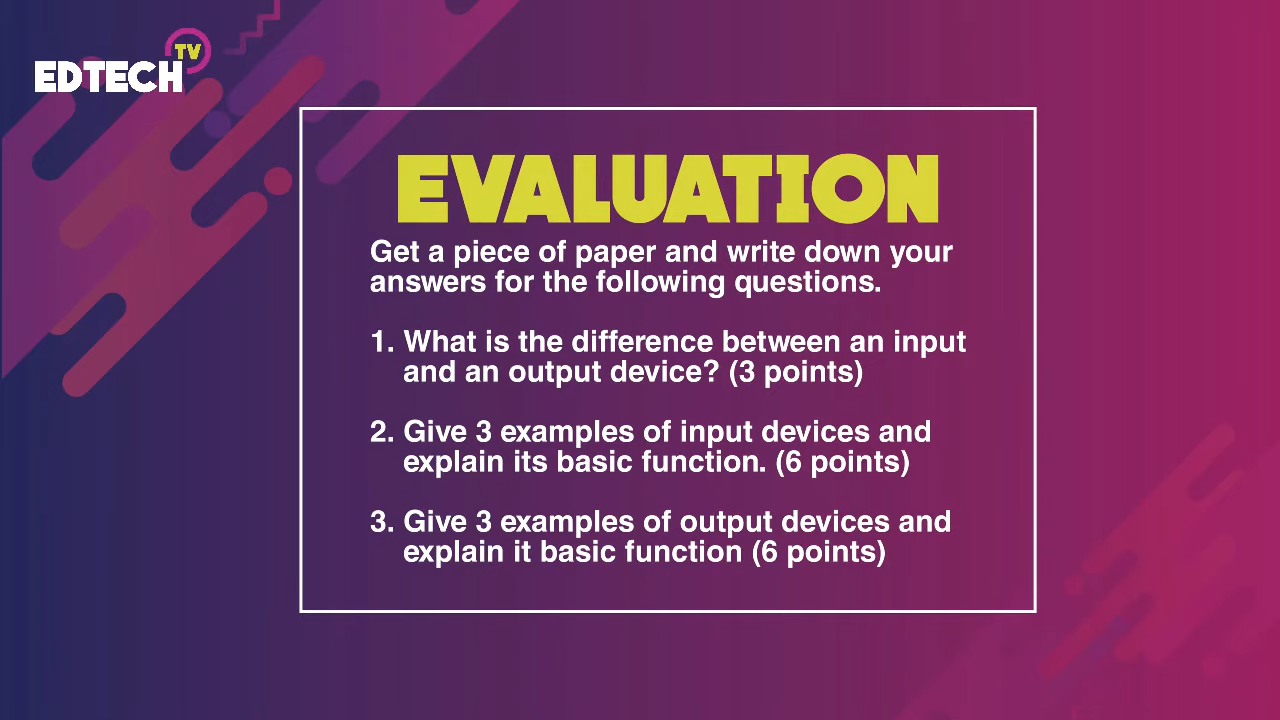 EDTECH TV
EVALUATION
Get a piece of paper and write down your
answers for the following questions.
1. What is the difference between an input
and an output device? (3 points)
2. Give 3 examples of input devices and
explain its basic function. (6 points)
3. Give 3 examples of output devices and
explain it basic function (6 points)